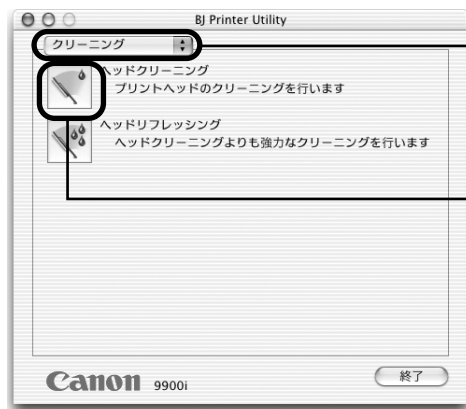 BJ Printer Utility
クリーニング
ヘッドクリーニング
プリントヘッドのクリーニングを行います
ヘッドリフレッシング
ヘッドクリーニングよりも強力なクリーニングを行います
Canon 9900i
終了